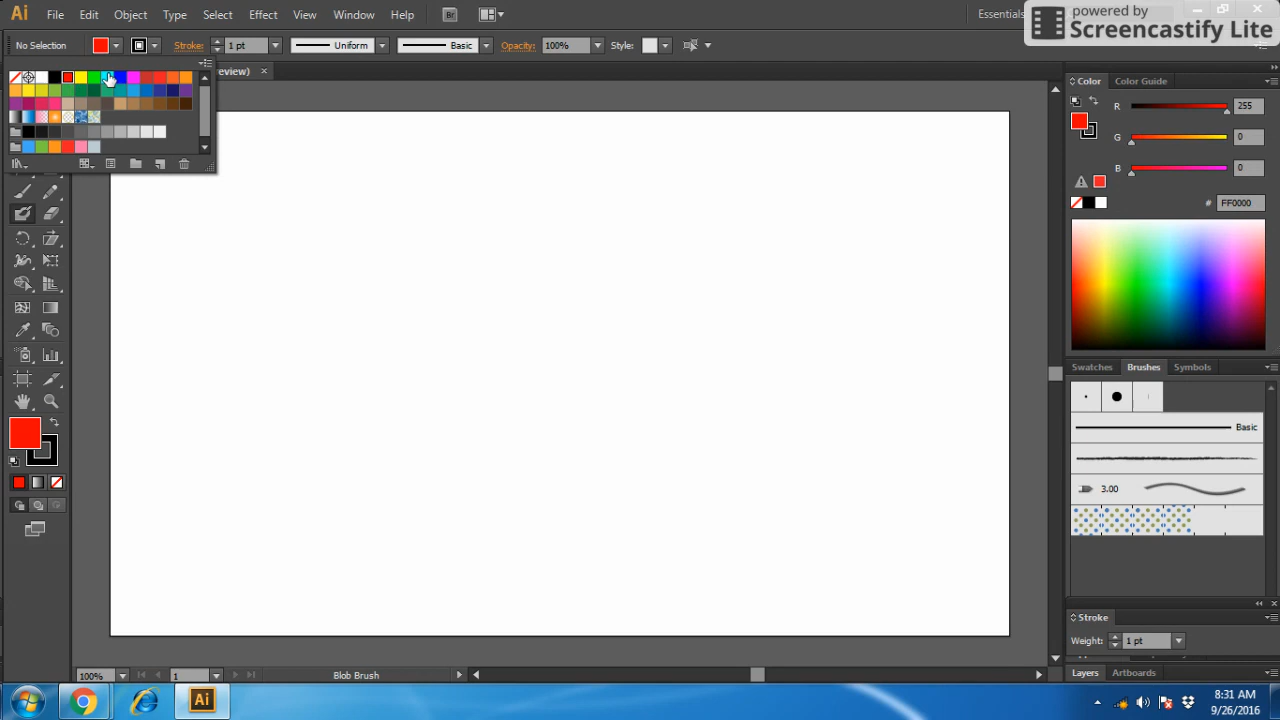 Ai File Edit Object Type Select Effect View Window Help Br Essentials
powered by
Screencastify Lite
No Selection Stroke: 1 pt Uniform Basic Opacity: 100% Style:
eview) ×
Color Color Guide
R 255
G 0
B 0
# FF0000
Swatches Brushes Symbols
Basic
3.00
Stroke
Weight: 1 pt
100% 1 Blob Brush
Layers Artboards
Ai
8:31 AM
9/26/2016